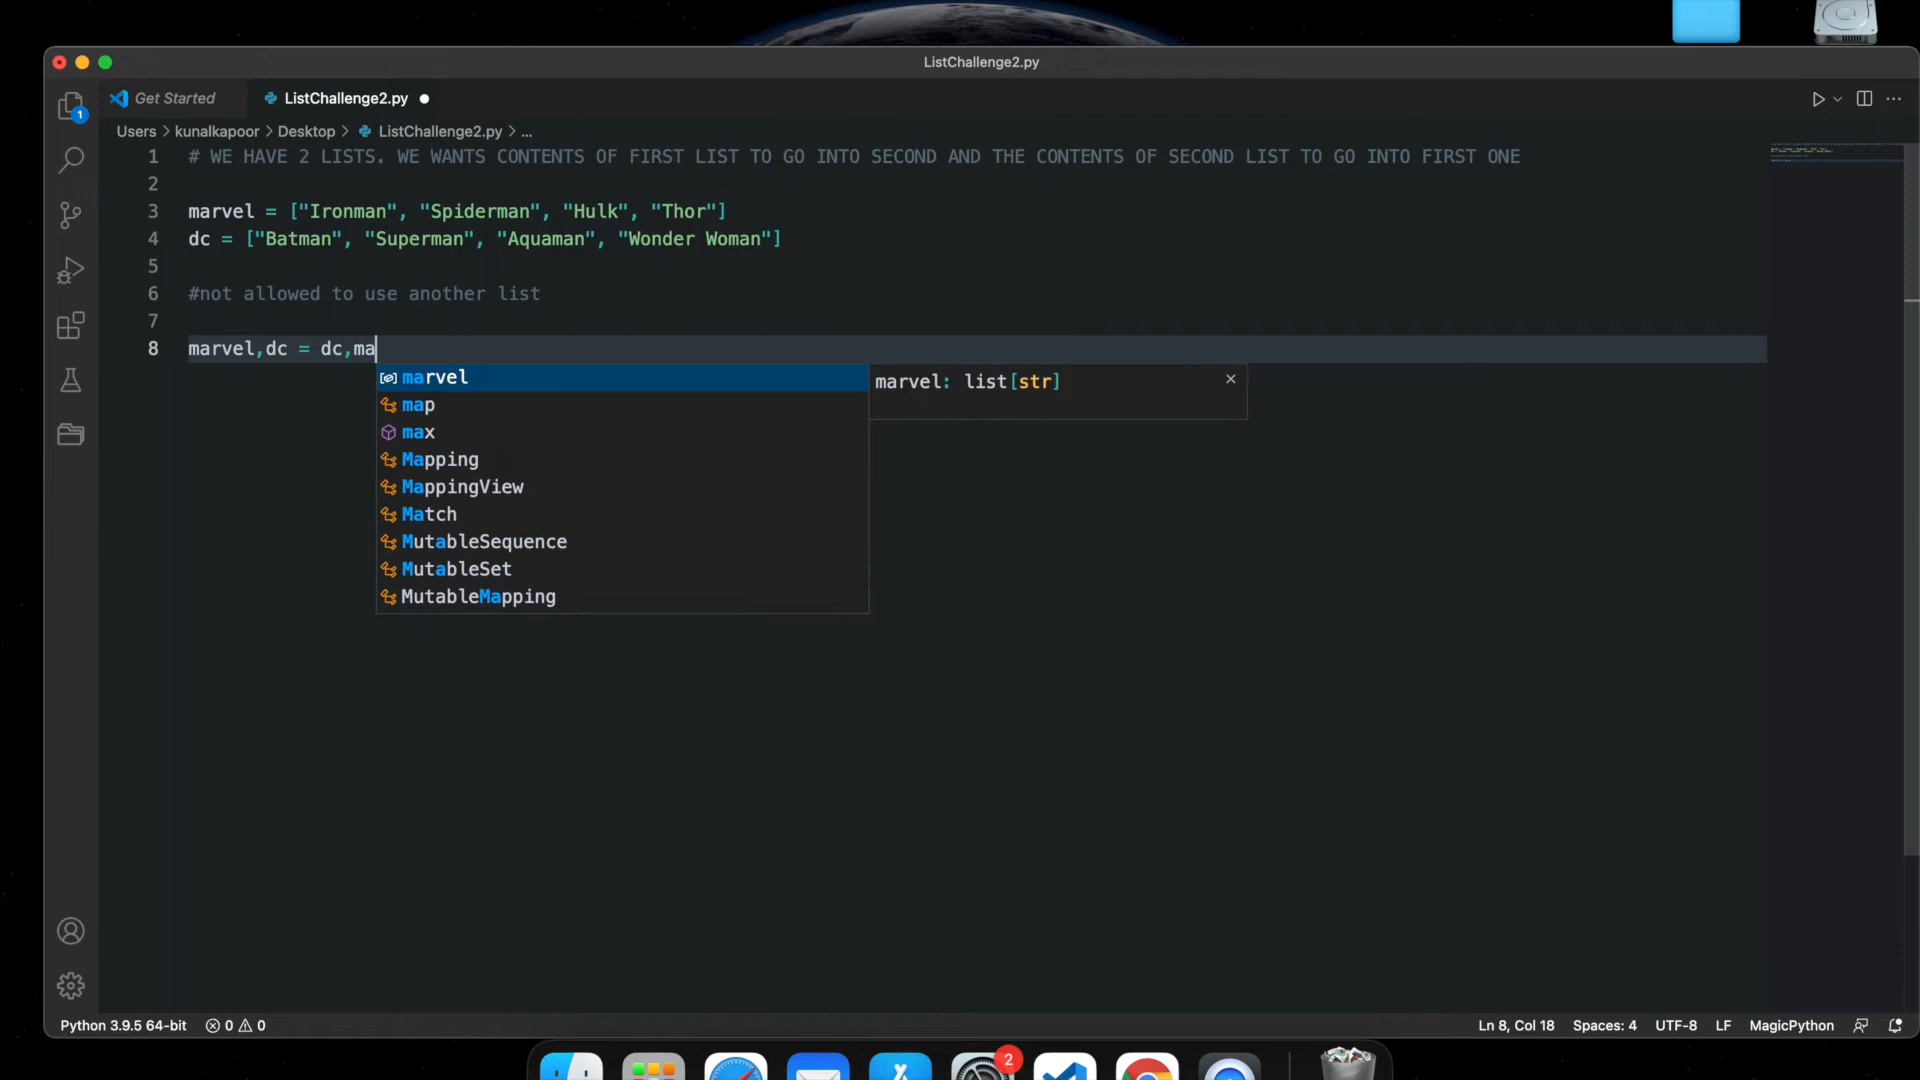 ListChallenge2.py
Get Started
ListChallenge2.py
Users > kunalkapoor > Desktop > ListChallenge2.py > ...
1
1 # WE HAVE 2 LISTS. WE WANTS CONTENTS OF FIRST LIST TO GO INTO SECOND AND THE CONTENTS OF SECOND LIST TO GO INTO FIRST ONE
2
3 marvel = ["Ironman", "Spiderman", "Hulk", "Thor"]
4 dc = ["Batman", "Superman", "Aquaman", "Wonder Woman"]
5
6 #not allowed to use another list
7
8 marvel,dc = dc,ma
marvel
marvel: list[str]
map
max
Mapping
MappingView
Match
MutableSequence
MutableSet
MutableMapping
Python 3.9.5 64-bit 0 0 Ln 8, Col 18 Spaces: 4 UTF-8 LF MagicPython
2